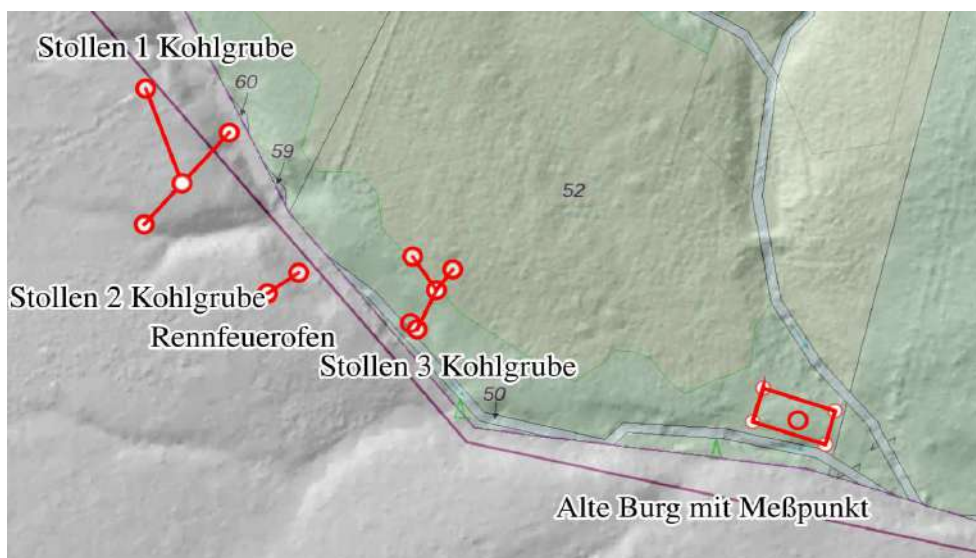 Stollen 1 Kohlgrube
60
59
52
Stollen 2 Kohlgrube
Rennfeuerofen
Stollen 3 Kohlgrube
50
Alte Burg mit Meßpunkt